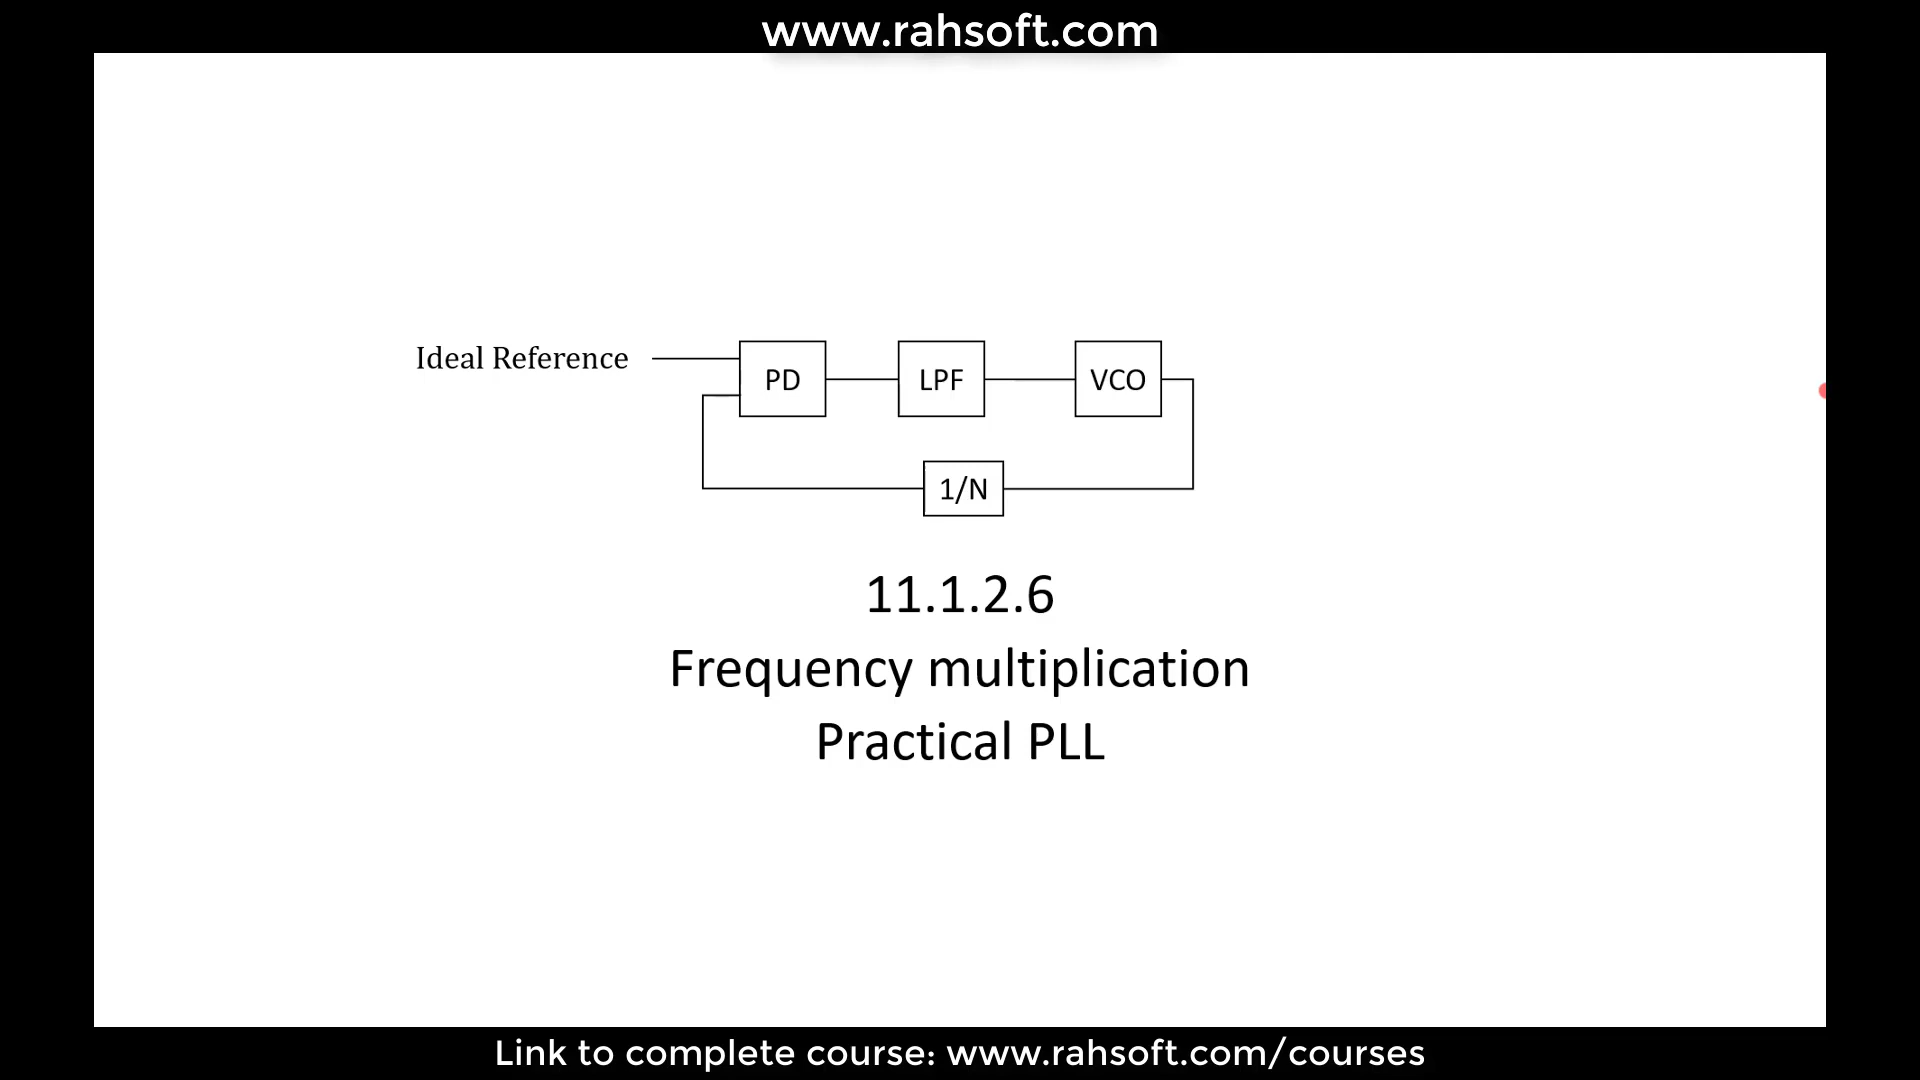 www.rahsoft.com
Ideal Reference
PD
LPF
VCO
1/N
11.1.2.6
Frequency multiplication
Practical PLL
Link to complete course: www.rahsoft.com/courses